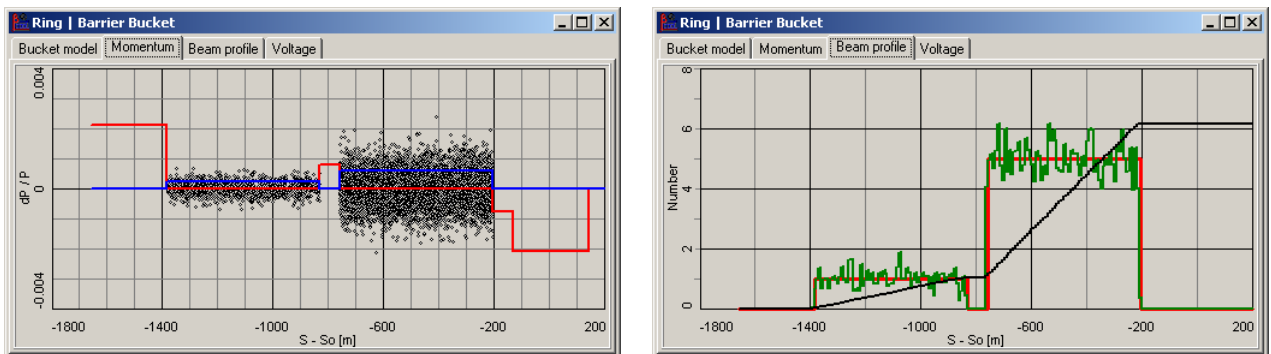 Ring | Barrier Bucket
Bucket model Momentum Beam profile Voltage
0.004
0
-0.004
dP / P
-1800 -1400 -1000 -600 -200 200
S - So [m]
Ring | Barrier Bucket
Bucket model Momentum Beam profile Voltage
8
6
4
2
0
Number
-1800 -1400 -1000 -600 -200 200
S - So [m]